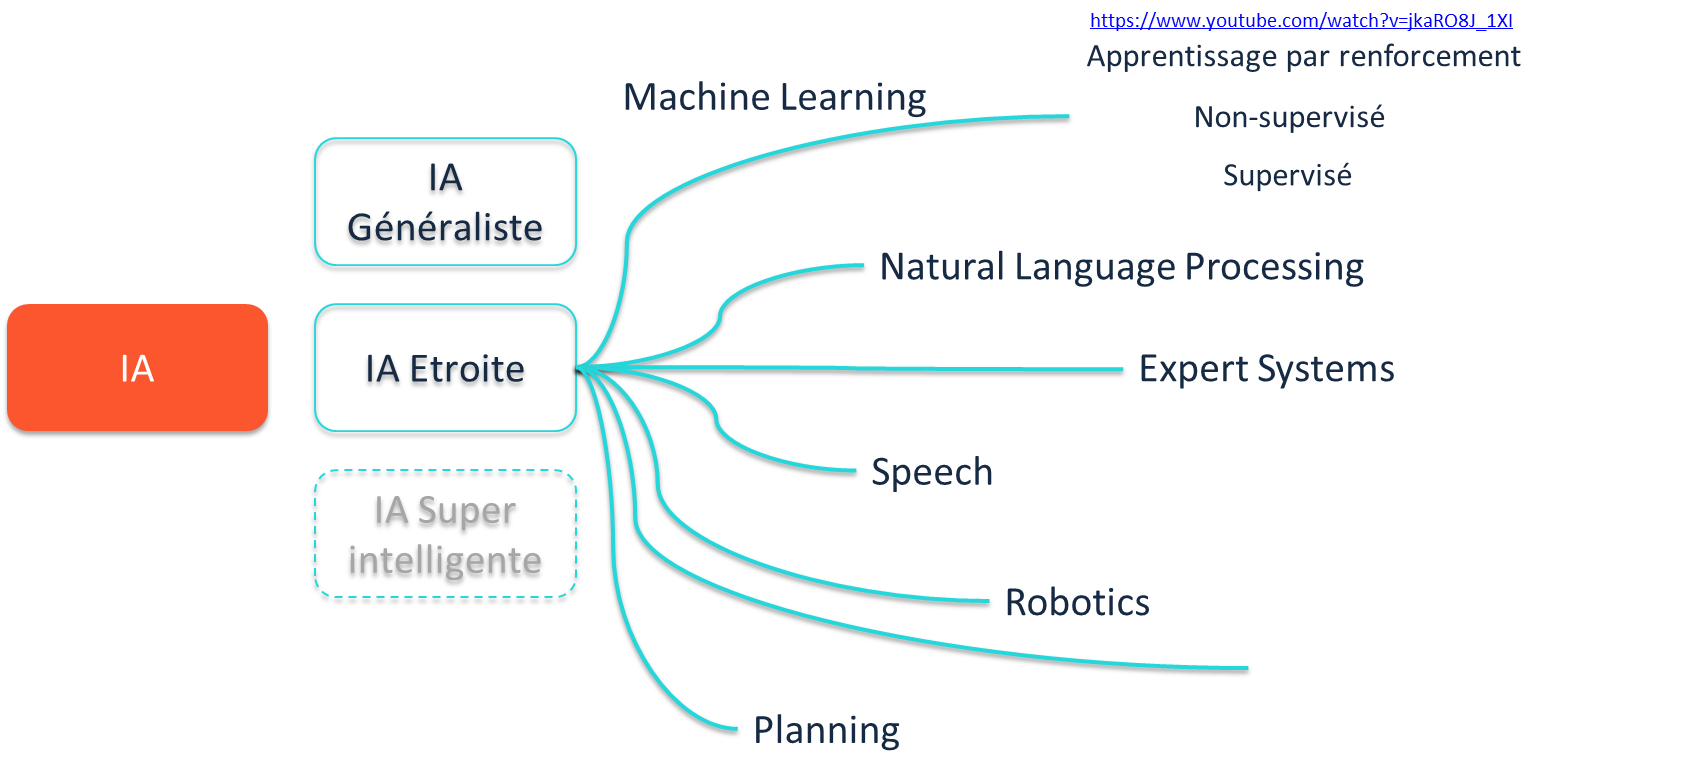 https://www.youtube.com/watch?v=jkaRO8J_1XI
Apprentissage par renforcement
Machine Learning
Non-supervisé
Supervisé
IA
Généraliste
Natural Language Processing
IA
IA Etroite
Expert Systems
Speech
IA Super
intelligente
Robotics
Planning